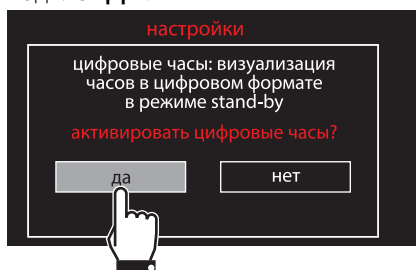 настройки
цифровые часы: визуализация
часов в цифровом формате
в режиме stand-by
активировать цифровые часы?
да
нет